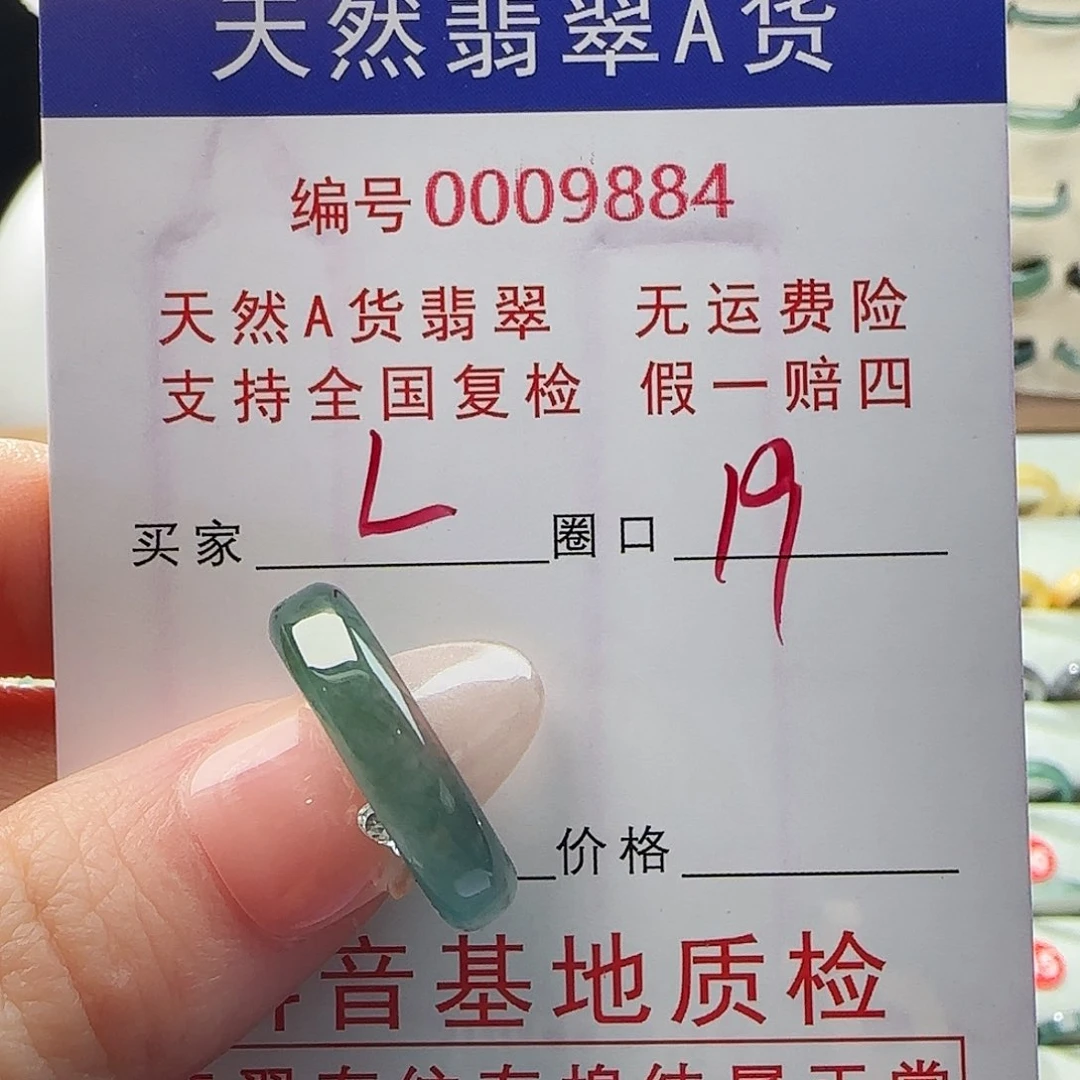 天然翡翠A货
编号0009884
天然A货翡翠 无运费险
支持全国复检 假一赔四
买家 L 圈口 19
价格
音基地质检